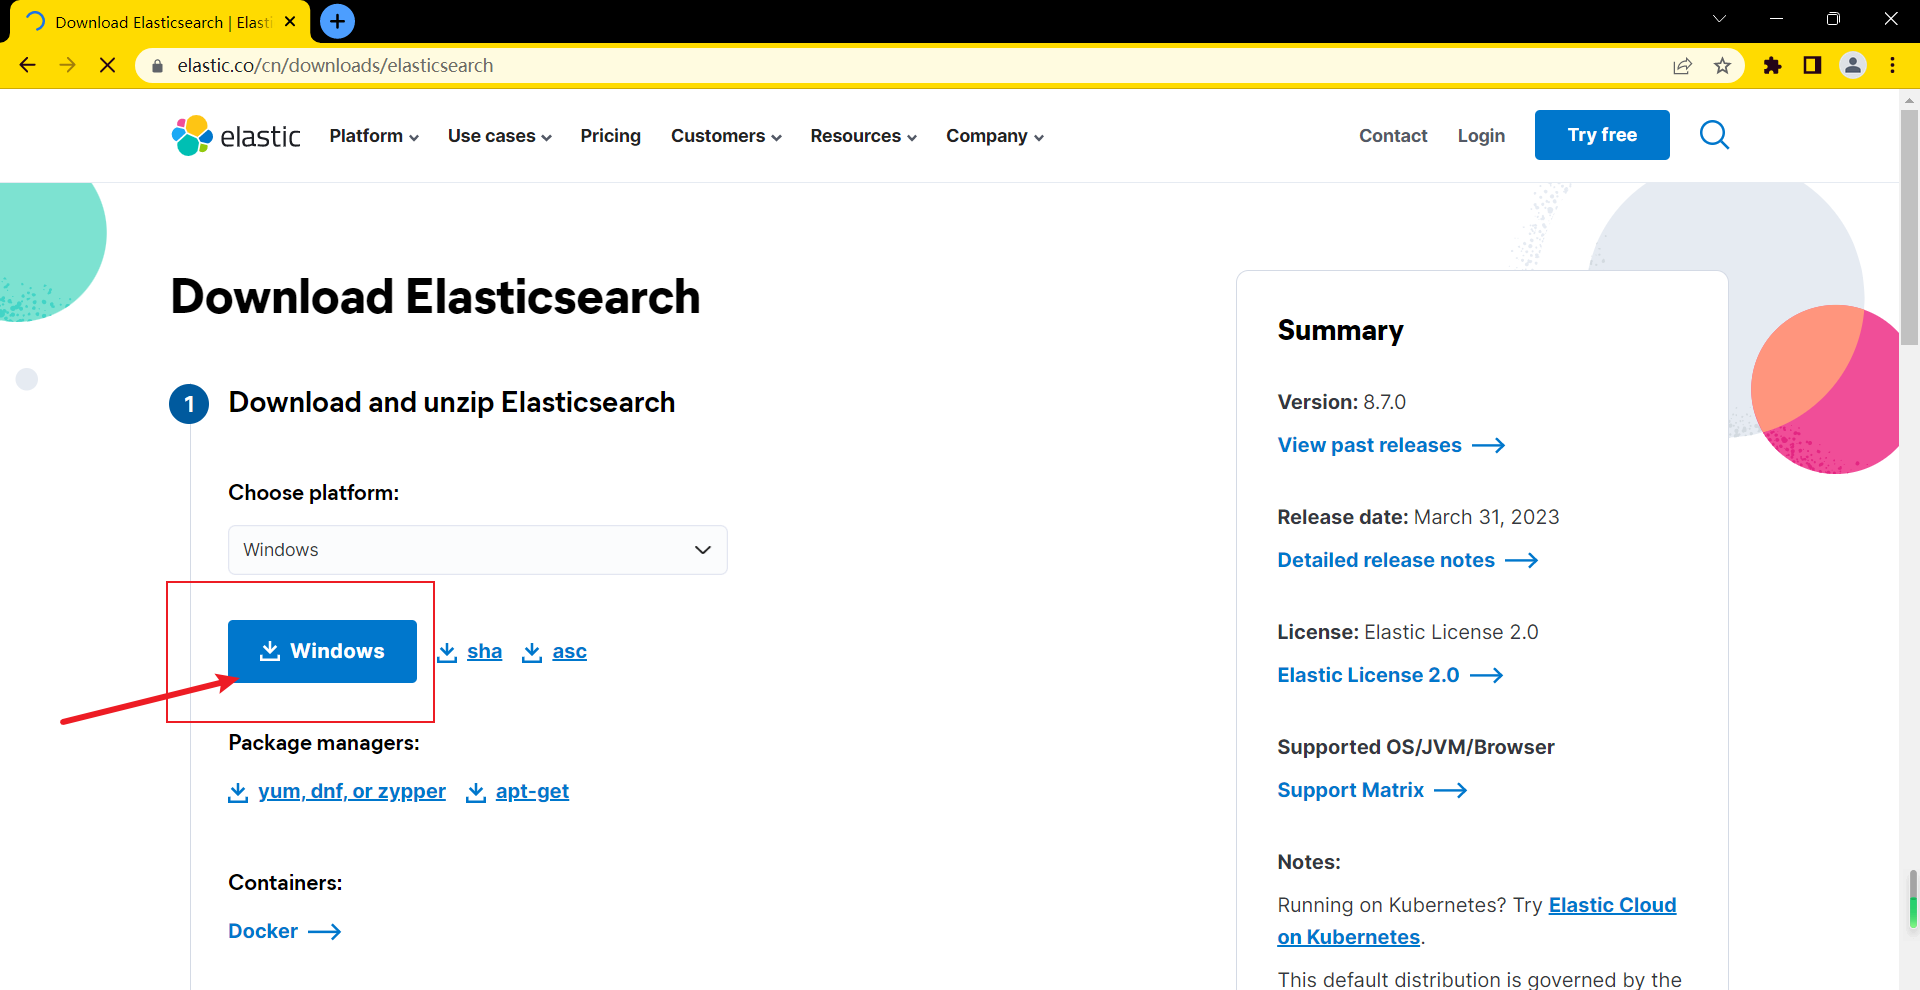 Download Elasticsearch | Elasti
elastic.co/cn/downloads/elasticsearch
elastic
Platform
Use cases
Pricing
Customers
Resources
Company
Contact
Login
Try free
Download Elasticsearch
1 Download and unzip Elasticsearch
Choose platform:
Windows
Windows
sha
asc
Package managers:
yum, dnf, or zypper
apt-get
Containers:
Docker
Summary
Version: 8.7.0
View past releases
Release date: March 31, 2023
Detailed release notes
License: Elastic License 2.0
Elastic License 2.0
Supported OS/JVM/Browser
Support Matrix
Notes:
Running on Kubernetes? Try Elastic Cloud
on Kubernetes.
This default distribution is governed by the